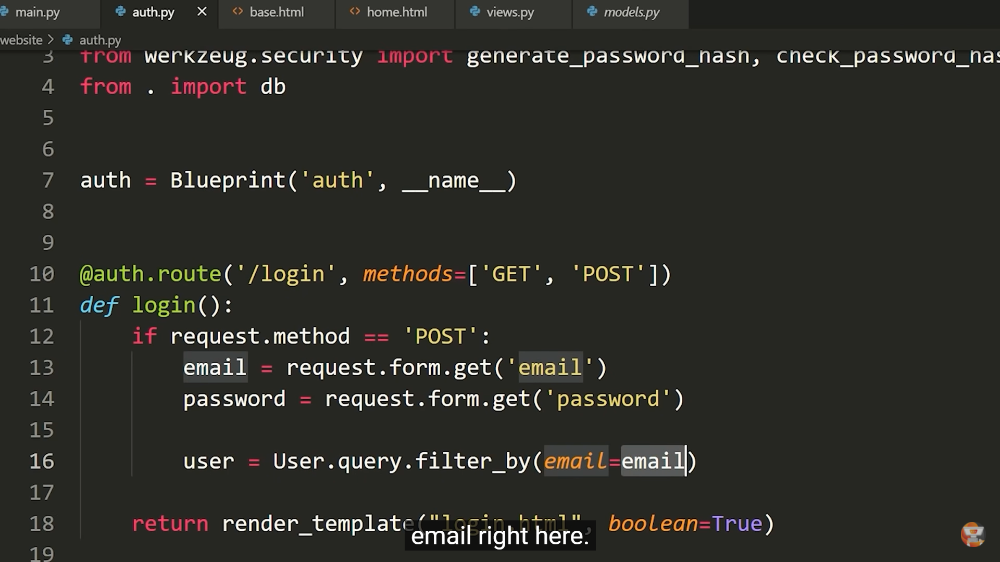 main.py auth.py base.html home.html views.py models.py
website > auth.py
3 from werkzeug.security import generate_password_hash, check_password_has
4 from . import db
5
6
7 auth = Blueprint('auth', __name__)
8
9
10 @auth.route('/login', methods=['GET', 'POST'])
11 def login():
12     if request.method == 'POST':
13         email = request.form.get('email')
14         password = request.form.get('password')
15
16         user = User.query.filter_by(email=email)
17
18     return render_template("login.html", boolean=True)
email right here.
19